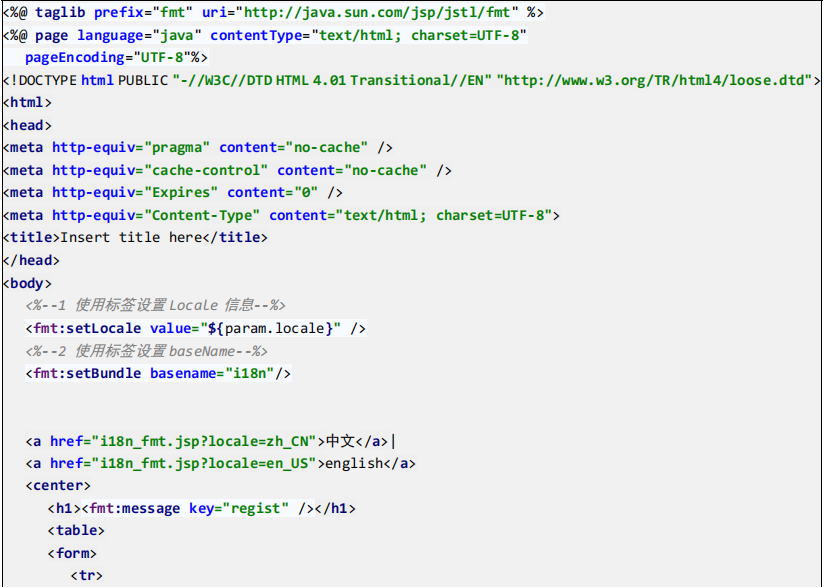 <%@ taglib prefix="fmt" uri="http://java.sun.com/jsp/jstl/fmt" %>
<%@ page language="java" contentType="text/html; charset=UTF-8"
pageEncoding="UTF-8"%>
<!DOCTYPE html PUBLIC "-//W3C//DTD HTML 4.01 Transitional//EN" "http://www.w3.org/TR/html4/loose.dtd">
<html>
<head>
<meta http-equiv="pragma" content="no-cache" />
<meta http-equiv="cache-control" content="no-cache" />
<meta http-equiv="Expires" content="0" />
<meta http-equiv="Content-Type" content="text/html; charset=UTF-8">
<title>Insert title here</title>
</head>
<body>
<%--1 使用标签设置 Locale 信息--%>
<fmt:setLocale value="${param.locale}" />
<%--2 使用标签设置 baseName--%>
<fmt:setBundle basename="i18n"/>
<a href="i18n_fmt.jsp?locale=zh_CN">中文</a>|
<a href="i18n_fmt.jsp?locale=en_US">english</a>
<center>
<h1><fmt:message key="regist" /></h1>
<table>
<form>
<tr>